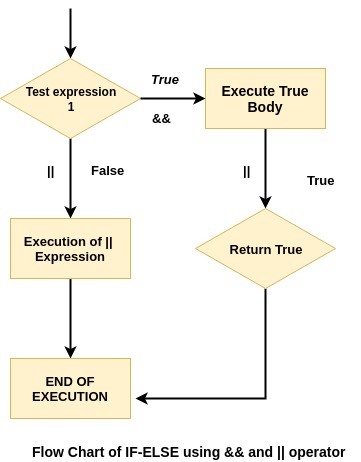 Test expression
1
True
&&
Execute True
Body
||
False
||
True
Execution of ||
Expression
Return True
END OF
EXECUTION
Flow Chart of IF-ELSE using && and || operator